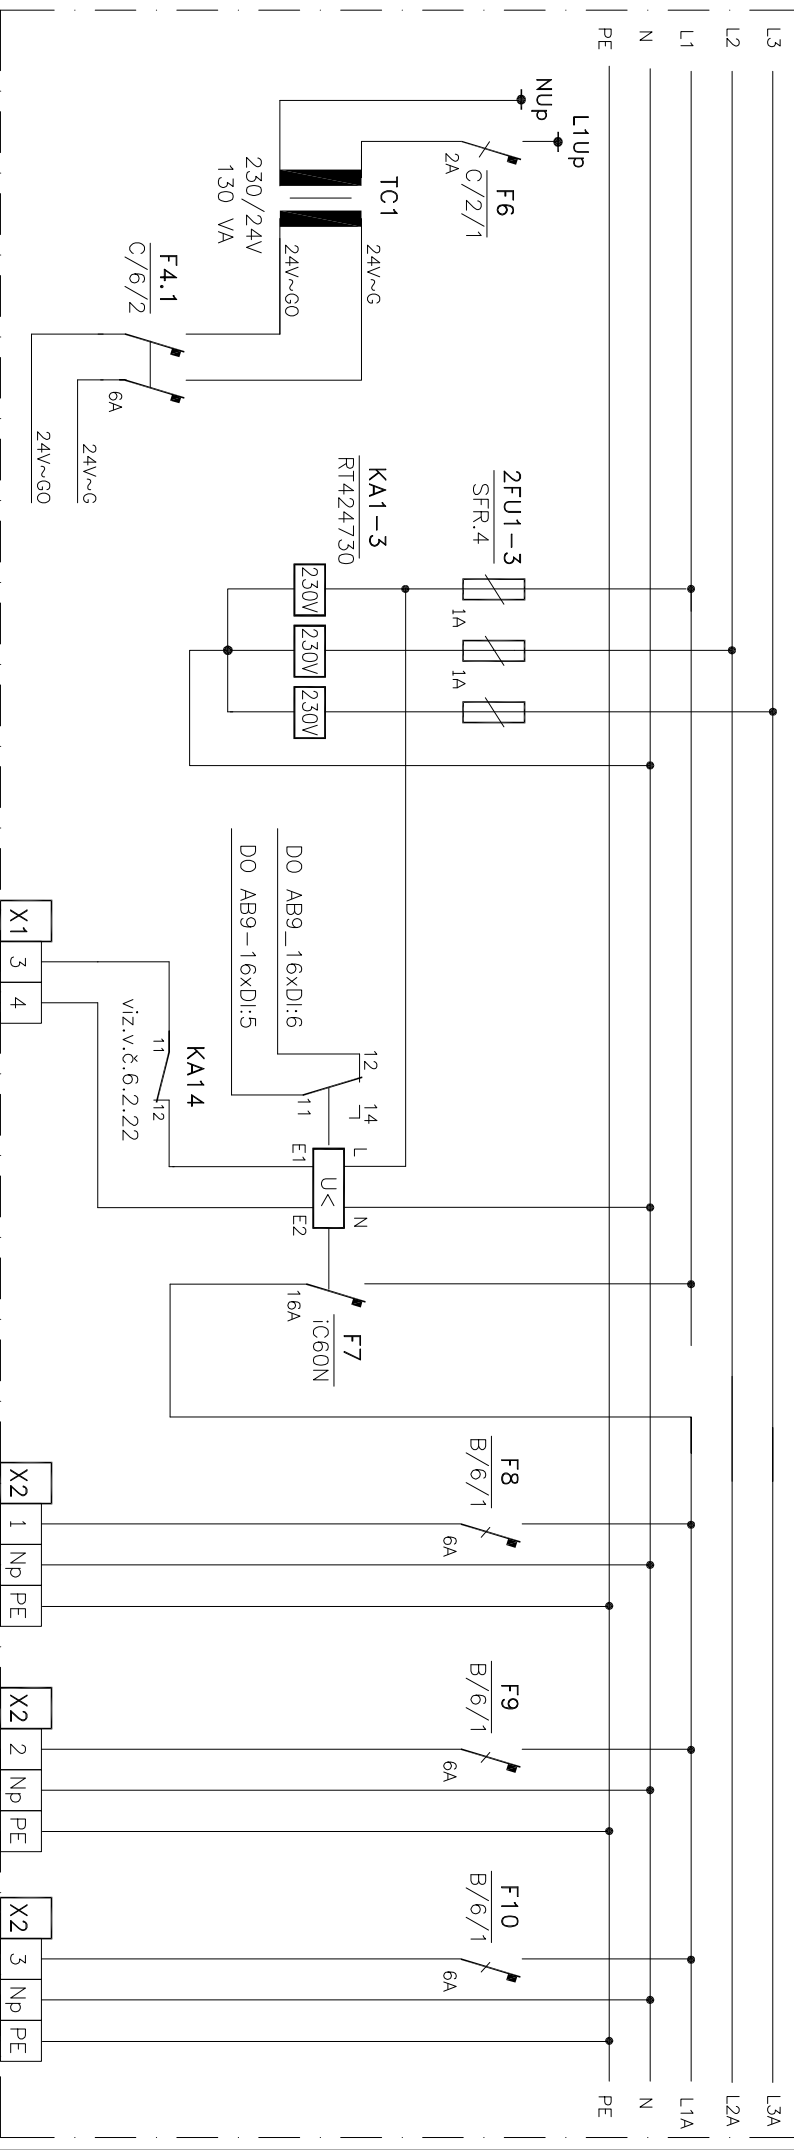 L3
L2
L1
N
PE
L1Up
NUp
F6
C/2/1
2A
TC1
230/24V
130 VA
24V~G
24V~G0
F4.1
C/6/2
6A
24V~G
24V~G0
2FU1-3
SFR.4
1A
1A
KA1-3
RT424730
230V
230V
230V
DO AB9_16xDI:6
DO AB9-16xDI:5
12
14
11
L
N
U<
E1
E2
KA14
11
12
viz.v.č.6.2.22
X1
3
4
F7
iC60N
16A
F8
B/6/1
6A
X2
1
Np
PE
F9
B/6/1
6A
X2
2
Np
PE
F10
B/6/1
6A
X2
3
Np
PE
L3A
L2A
L1A
N
PE